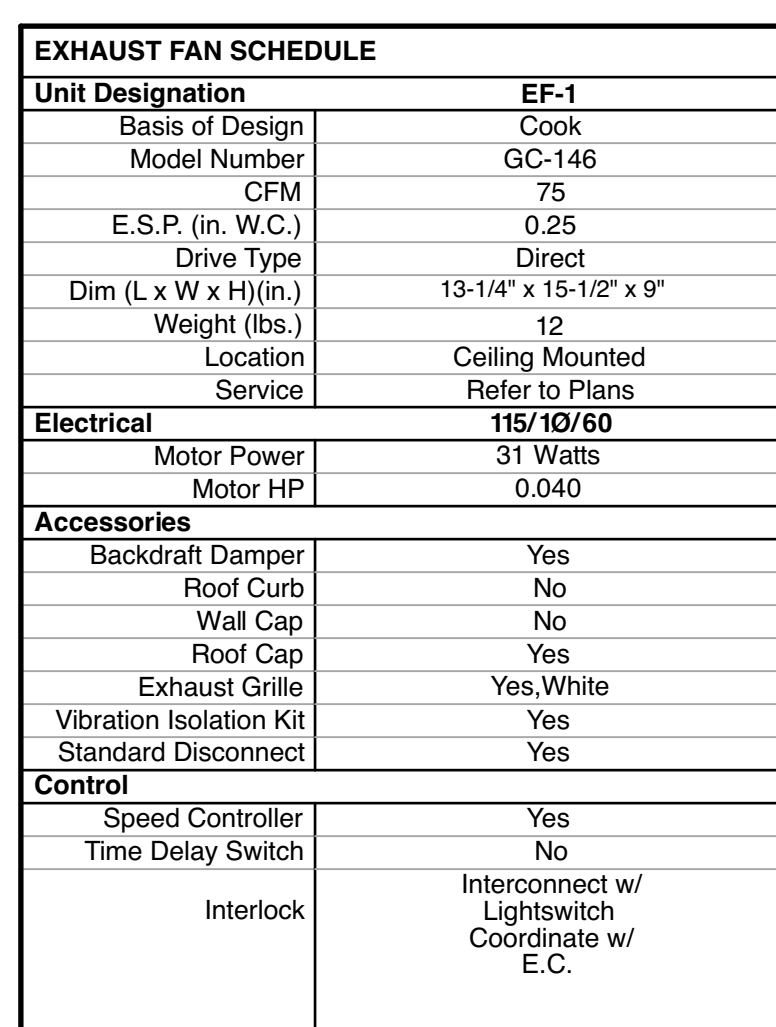 EXHAUST FAN SCHEDULE
Unit Designation EF-1
Basis of Design Cook
Model Number GC-146
CFM 75
E.S.P. (in. W.C.) 0.25
Drive Type Direct
Dim (L x W x H)(in.) 13-1/4" x 15-1/2" x 9"
Weight (lbs.) 12
Location Ceiling Mounted
Service Refer to Plans
Electrical 115/1Ø/60
Motor Power 31 Watts
Motor HP 0.040
Accessories
Backdraft Damper Yes
Roof Curb No
Wall Cap No
Roof Cap Yes
Exhaust Grille Yes,White
Vibration Isolation Kit Yes
Standard Disconnect Yes
Control
Speed Controller Yes
Time Delay Switch No
Interlock
Interconnect w/
Lightswitch
Coordinate w/
E.C.